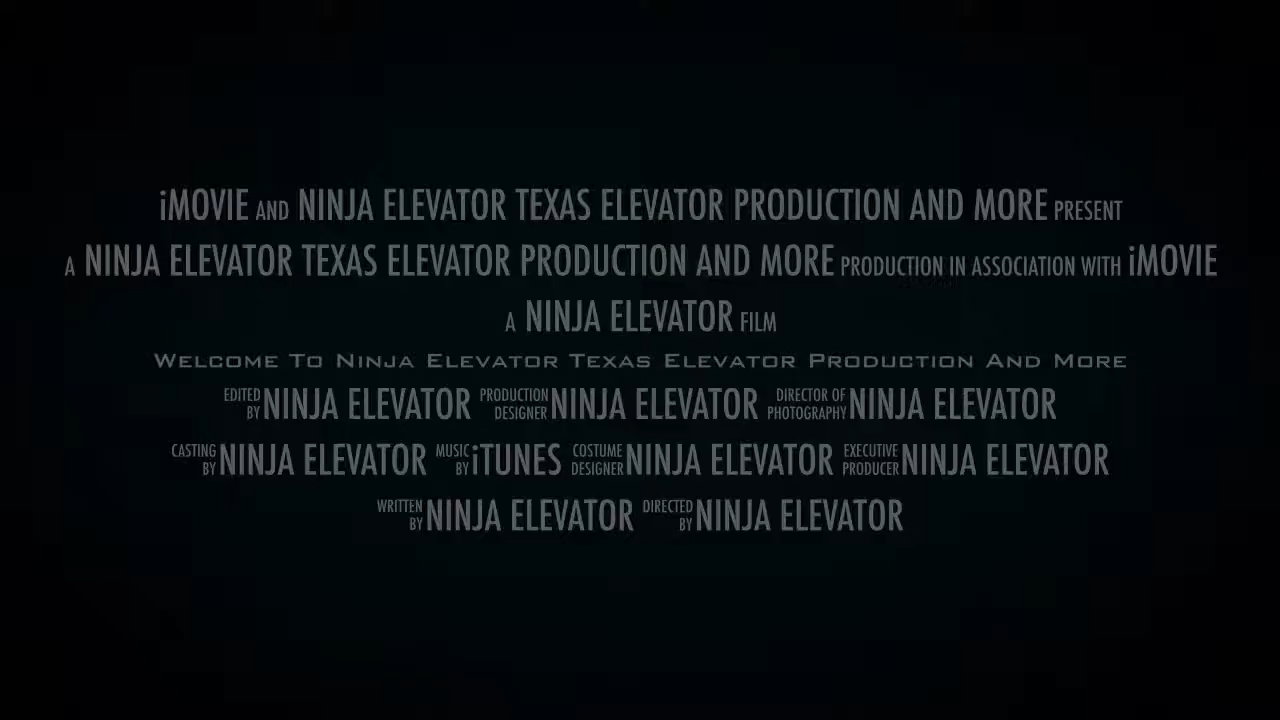 iMOVIE AND NINJA ELEVATOR TEXAS ELEVATOR PRODUCTION AND MORE PRESENT
A NINJA ELEVATOR TEXAS ELEVATOR PRODUCTION AND MORE PRODUCTION IN ASSOCIATION WITH iMOVIE
A NINJA ELEVATOR FILM
Welcome To Ninja Elevator Texas Elevator Production And More
EDITED BY NINJA ELEVATOR PRODUCTION DESIGNER NINJA ELEVATOR DIRECTOR OF PHOTOGRAPHY NINJA ELEVATOR
CASTING BY NINJA ELEVATOR MUSIC BY iTUNES COSTUME DESIGNER NINJA ELEVATOR EXECUTIVE PRODUCER NINJA ELEVATOR
WRITTEN BY NINJA ELEVATOR DIRECTED BY NINJA ELEVATOR